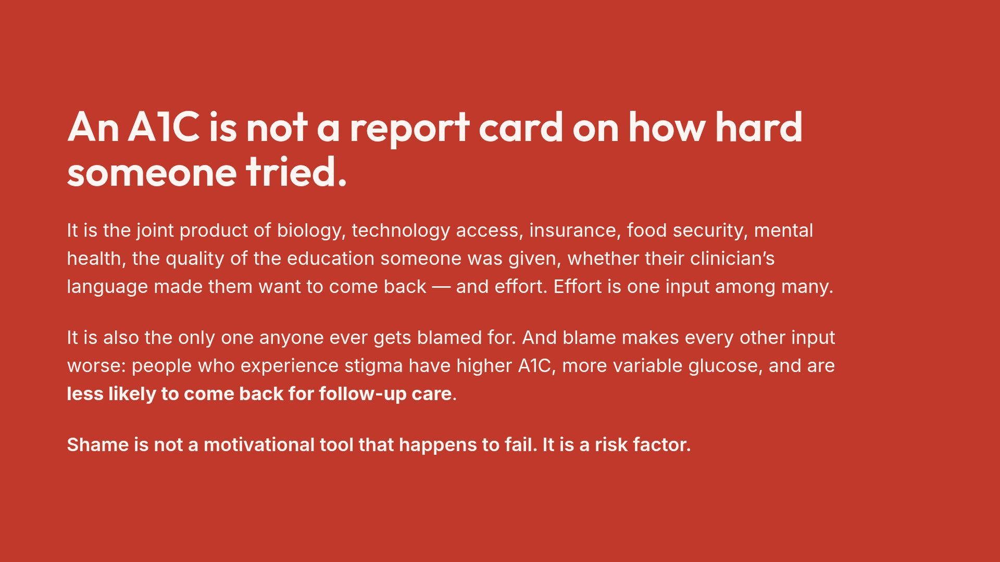 An A1C is not a report card on how hard
someone tried.
It is the joint product of biology, technology access, insurance, food security, mental
health, the quality of the education someone was given, whether their clinician’s
language made them want to come back — and effort. Effort is one input among many.
It is also the only one anyone ever gets blamed for. And blame makes every other input
worse: people who experience stigma have higher A1C, more variable glucose, and are
less likely to come back for follow-up care.
Shame is not a motivational tool that happens to fail. It is a risk factor.